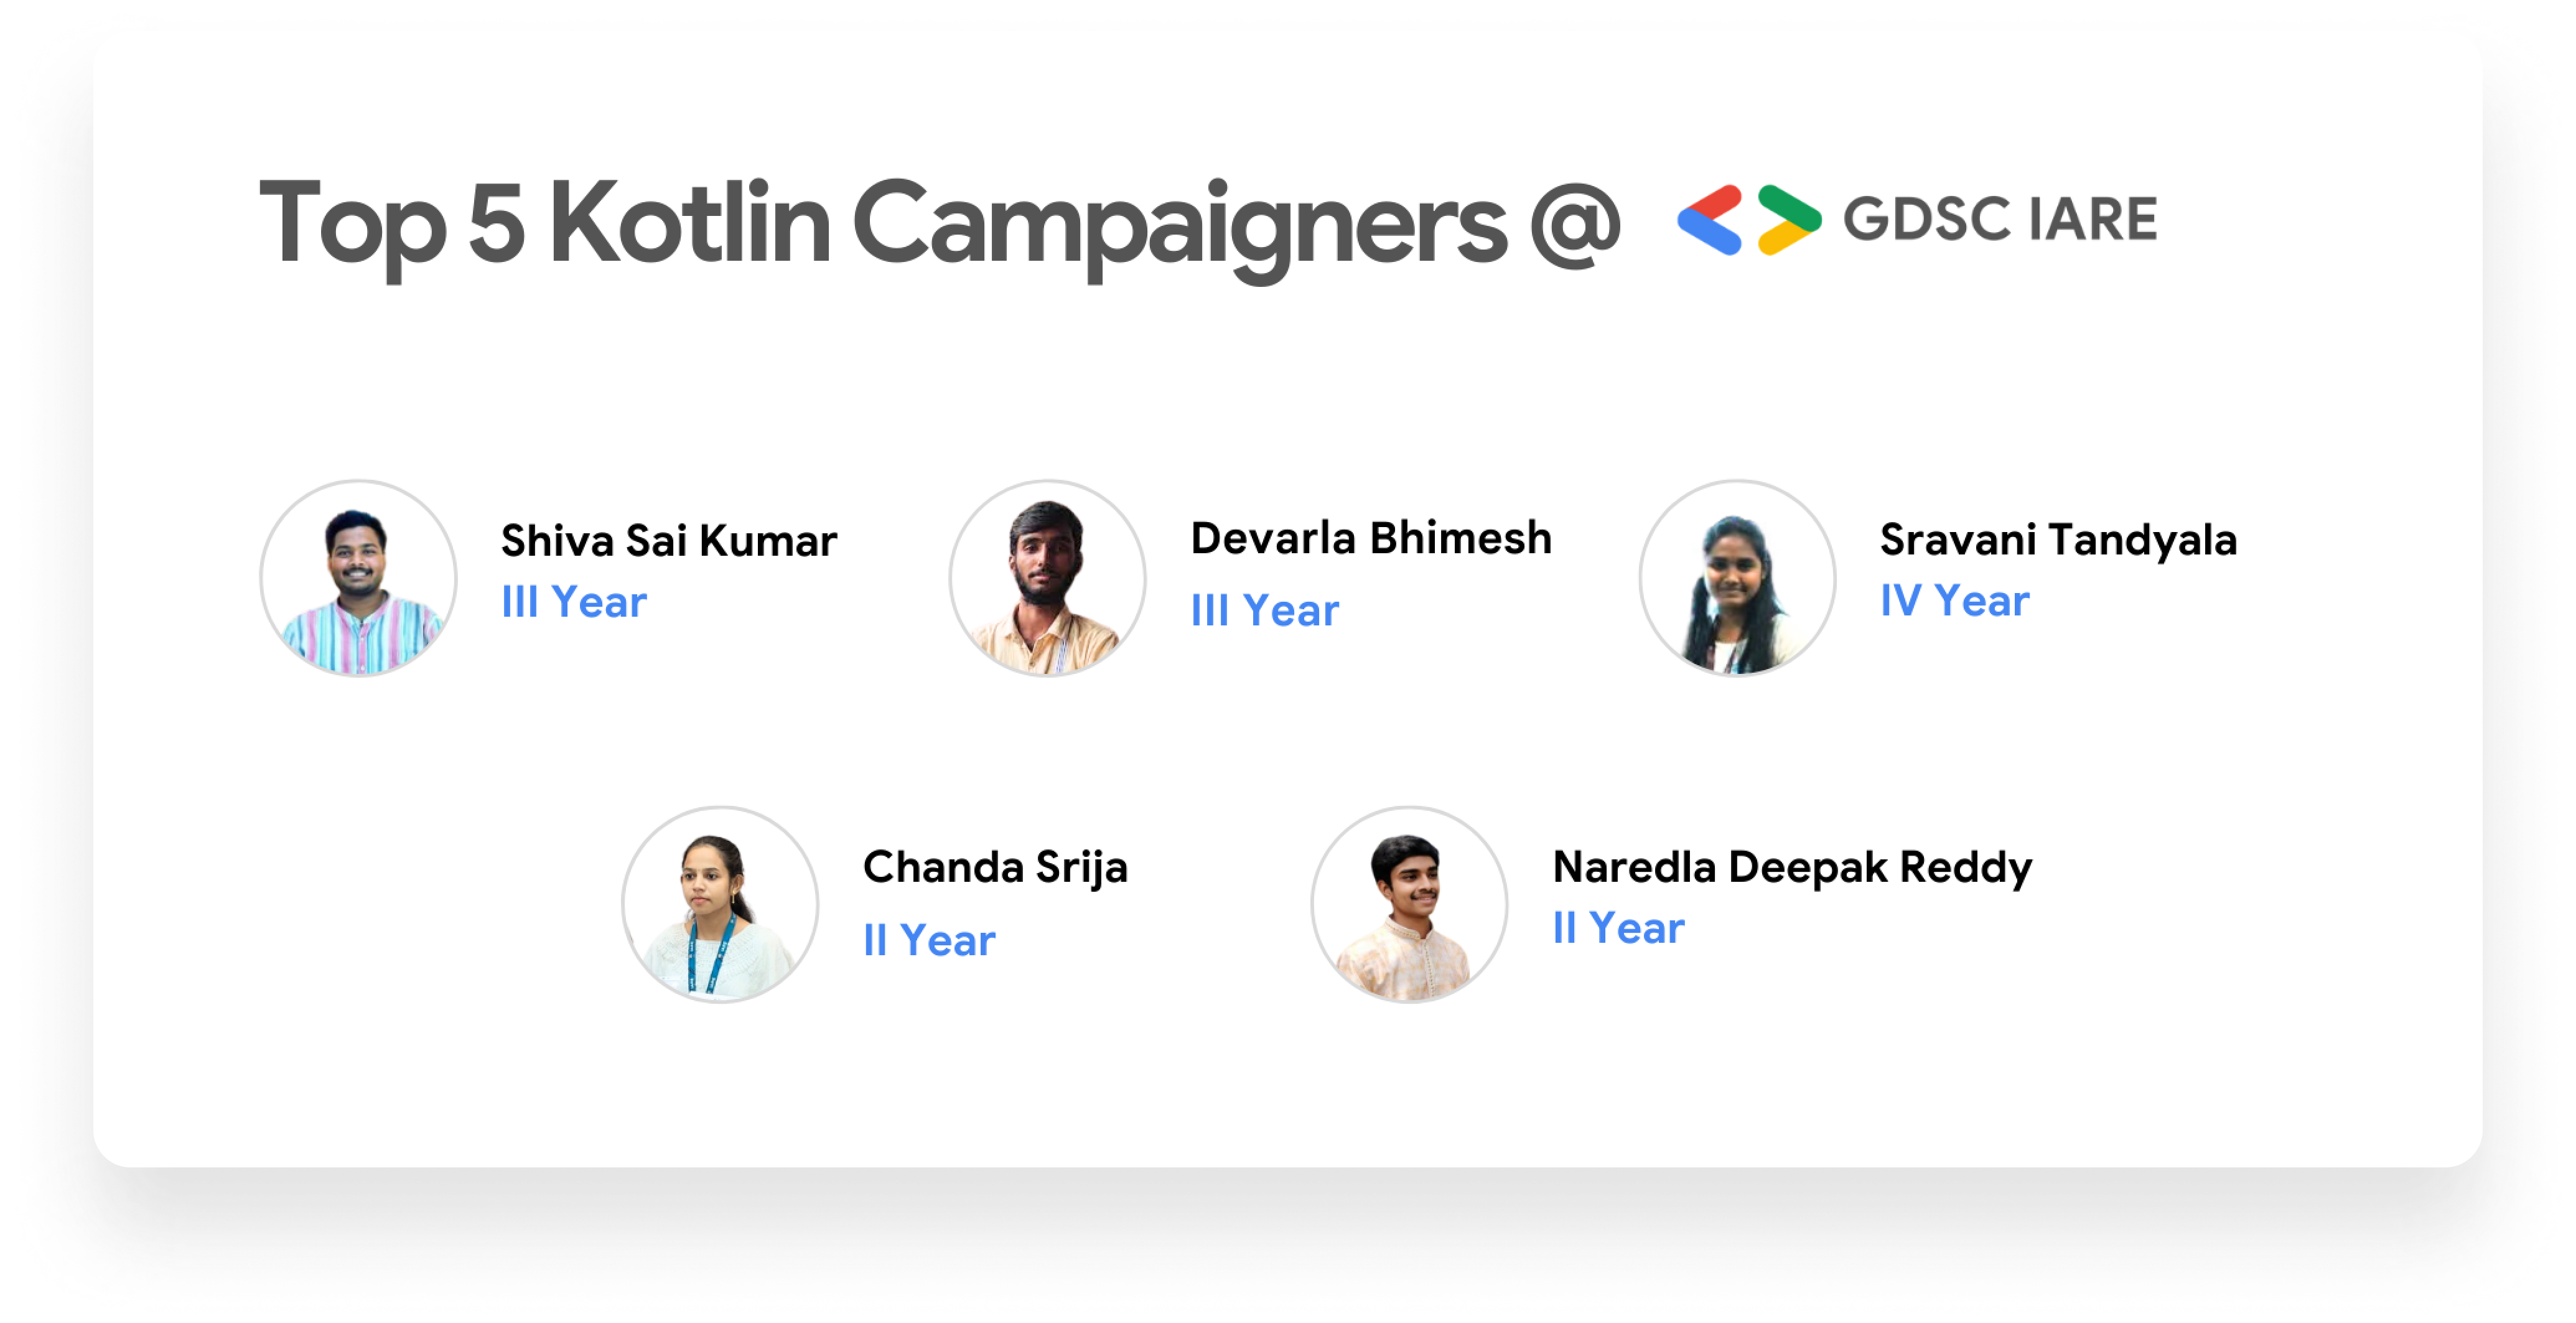 Top 5 Kotlin Campaigners @ GDSC IARE
Shiva Sai Kumar
III Year
Devarla Bhimesh
III Year
Sravani Tandyala
IV Year
Chanda Srija
II Year
Naredla Deepak Reddy
II Year